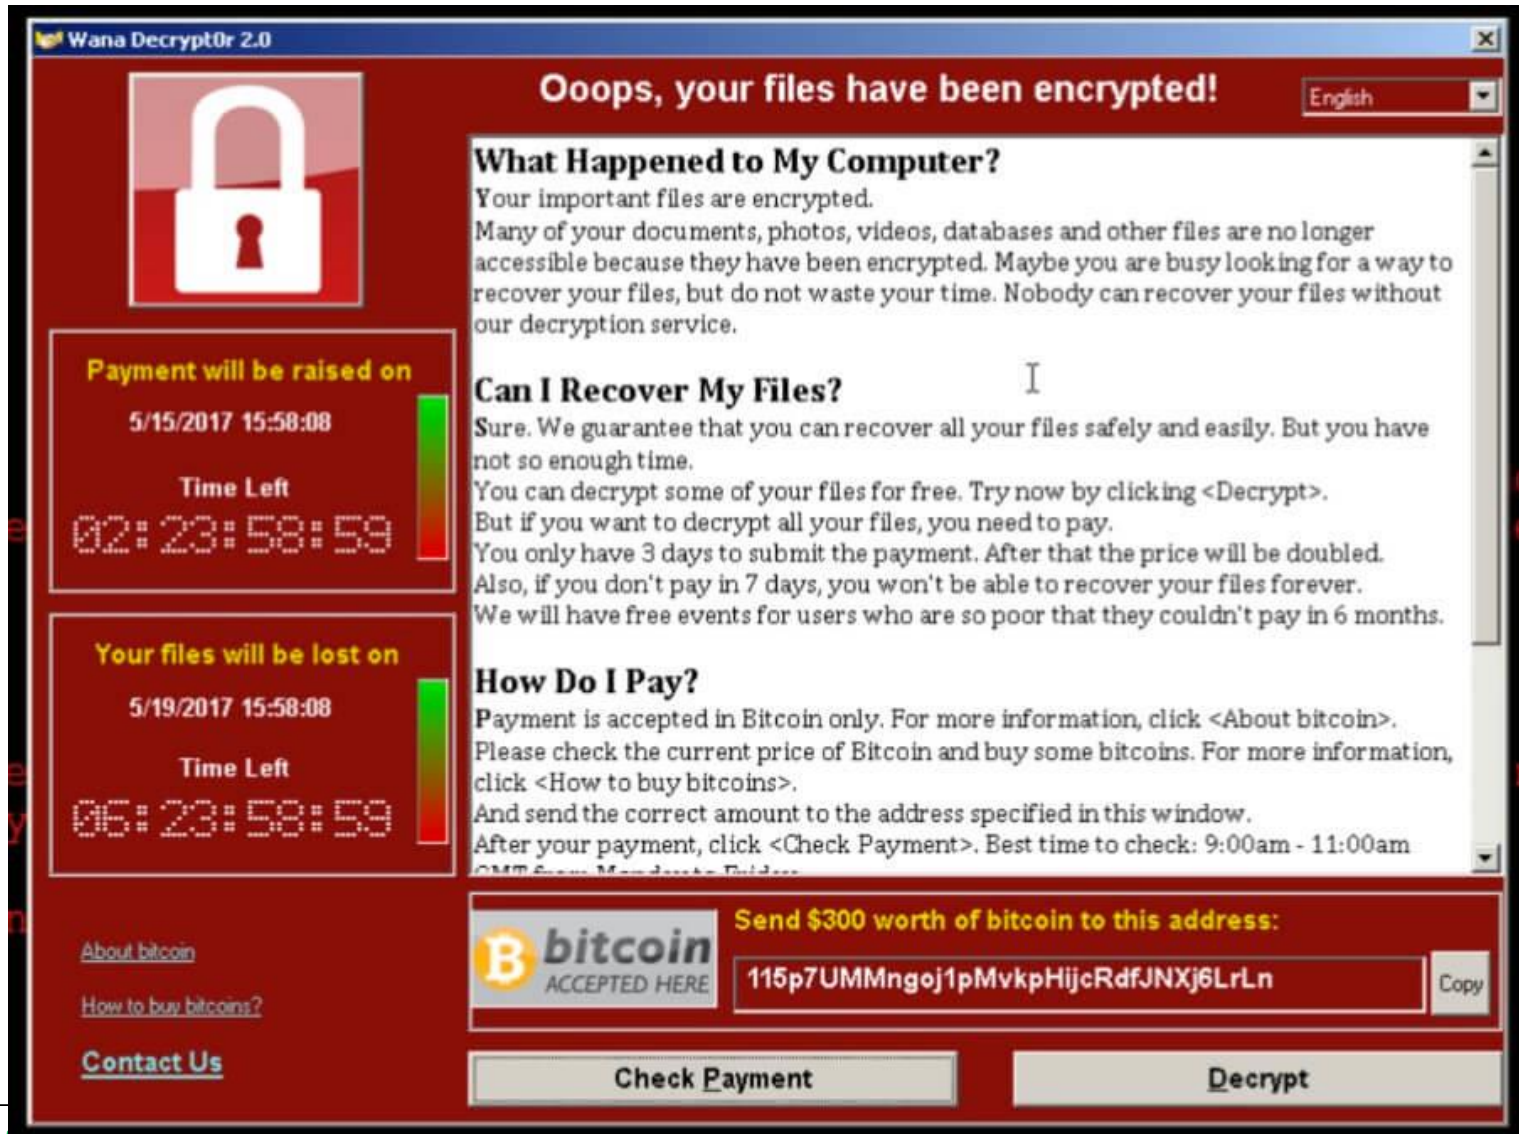 Wana Decrypt0r 2.0
Ooops, your files have been encrypted!
English
Payment will be raised on
5/15/2017 15:58:08
Time Left
02:23:58:59
Your files will be lost on
5/19/2017 15:58:08
Time Left
06:23:58:59
About bitcoin
How to buy bitcoins?
Contact Us
What Happened to My Computer?
Your important files are encrypted.
Many of your documents, photos, videos, databases and other files are no longer
accessible because they have been encrypted. Maybe you are busy looking for a way to
recover your files, but do not waste your time. Nobody can recover your files without
our decryption service.
Can I Recover My Files?
Sure. We guarantee that you can recover all your files safely and easily. But you have
not so enough time.
You can decrypt some of your files for free. Try now by clicking <Decrypt>.
But if you want to decrypt all your files, you need to pay.
You only have 3 days to submit the payment. After that the price will be doubled.
Also, if you don't pay in 7 days, you won't be able to recover your files forever.
We will have free events for users who are so poor that they couldn't pay in 6 months.
How Do I Pay?
Payment is accepted in Bitcoin only. For more information, click <About bitcoin>.
Please check the current price of Bitcoin and buy some bitcoins. For more information,
click <How to buy bitcoins>.
And send the correct amount to the address specified in this window.
After your payment, click <Check Payment>. Best time to check: 9:00am - 11:00am
GMT from Monday to Friday.
bitcoin
ACCEPTED HERE
Send $300 worth of bitcoin to this address:
115p7UMMngoj1pMvkpHijcRdfJNXj6LrLn
Copy
Check Payment
Decrypt